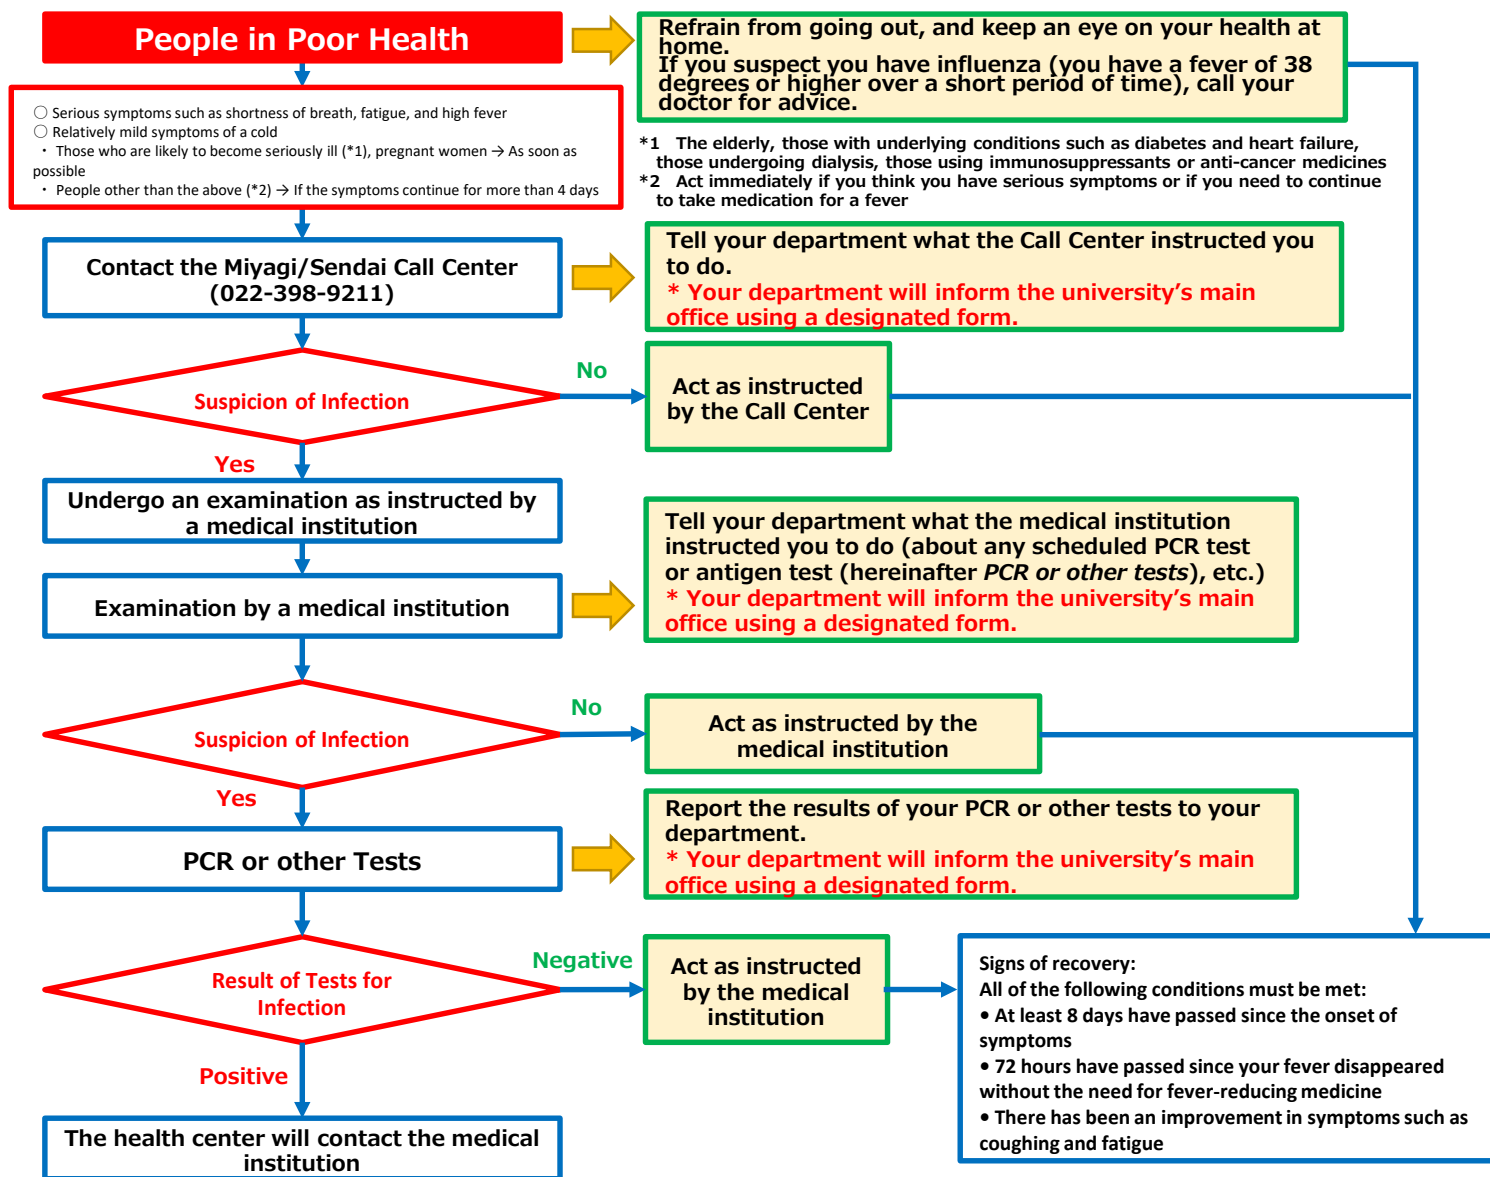 People in Poor Health
Refrain from going out, and keep an eye on your health at
home.
If you suspect you have influenza (you have a fever of 38
degrees or higher over a short period of time), call your
doctor for advice.
○ Serious symptoms such as shortness of breath, fatigue, and high fever
○ Relatively mild symptoms of a cold
・ Those who are likely to become seriously ill (*1), pregnant women → As soon as
possible
・ People other than the above (*2) → If the symptoms continue for more than 4 days
*1 The elderly, those with underlying conditions such as diabetes and heart failure,
those undergoing dialysis, those using immunosuppressants or anti-cancer medicines
*2 Act immediately if you think you have serious symptoms or if you need to continue
to take medication for a fever
Contact the Miyagi/Sendai Call Center
(022-398-9211)
Tell your department what the Call Center instructed you
to do.
* Your department will inform the university’s main
office using a designated form.
Suspicion of Infection
No
Act as instructed
by the Call Center
Yes
Undergo an examination as instructed by
a medical institution
Tell your department what the medical institution
instructed you to do (about any scheduled PCR test
or antigen test (hereinafter PCR or other tests), etc.)
* Your department will inform the university’s main
office using a designated form.
Examination by a medical institution
Suspicion of Infection
No
Act as instructed by the
medical institution
Yes
PCR or other Tests
Report the results of your PCR or other tests to your
department.
* Your department will inform the university’s main
office using a designated form.
Result of Tests for
Infection
Negative
Act as instructed
by the medical
institution
Signs of recovery:
All of the following conditions must be met:
• At least 8 days have passed since the onset of
symptoms
• 72 hours have passed since your fever disappeared
without the need for fever-reducing medicine
• There has been an improvement in symptoms such as
coughing and fatigue
Positive
The health center will contact the medical
institution